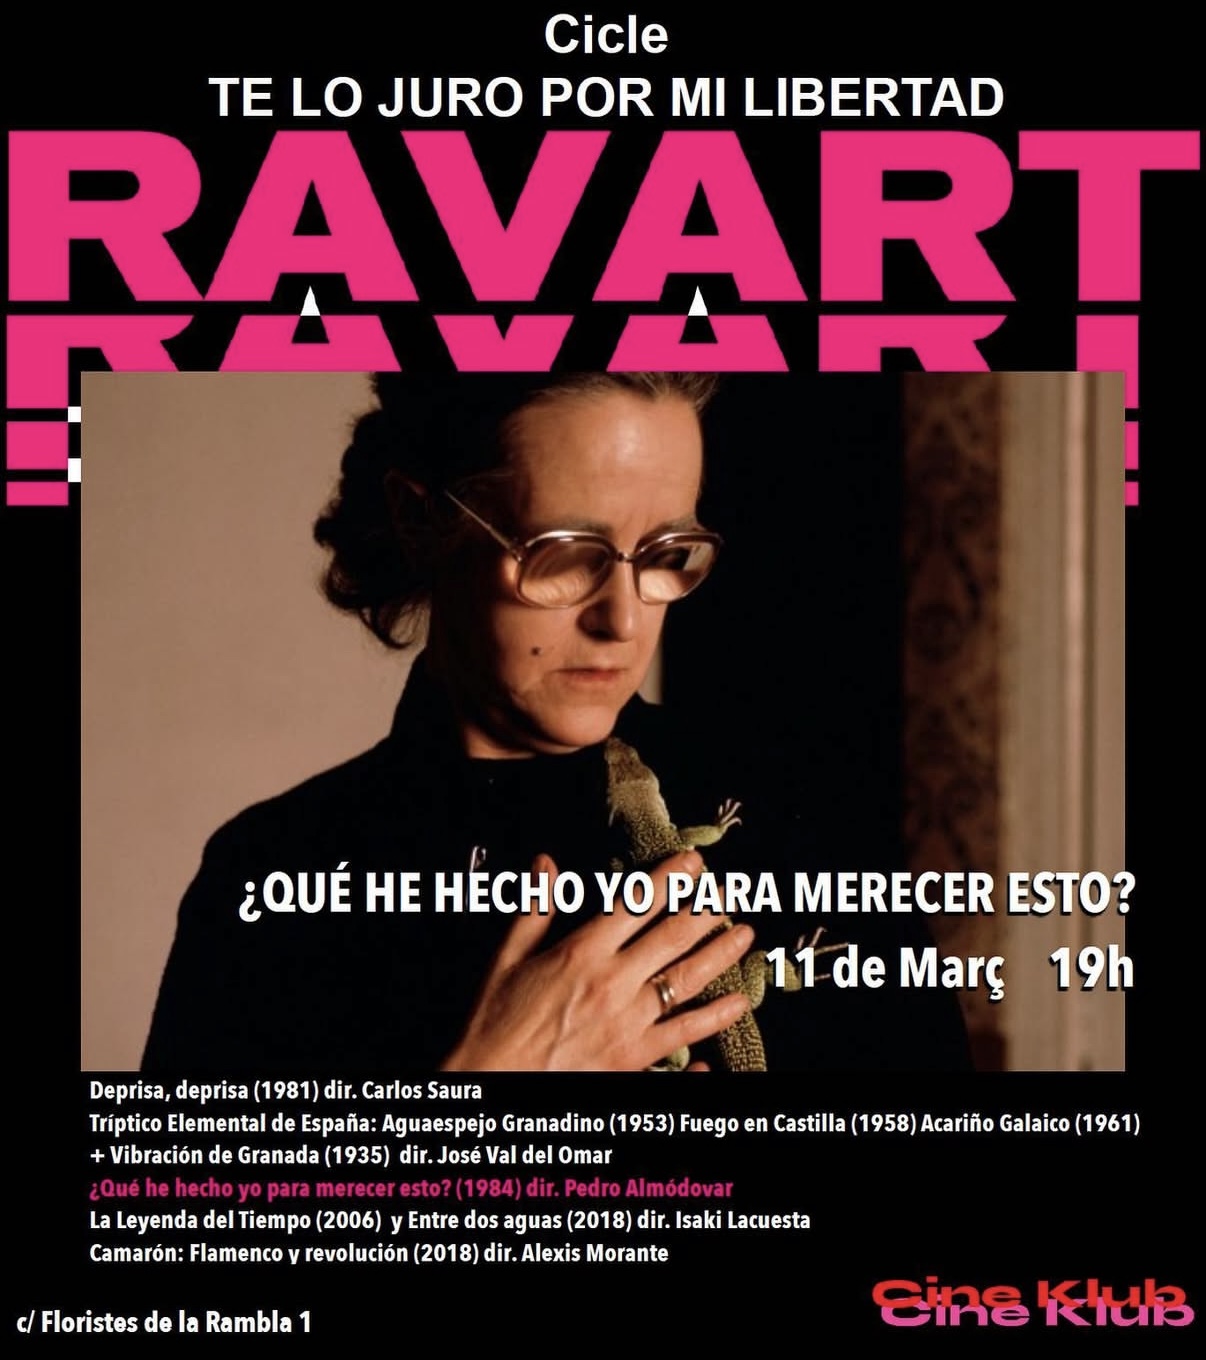 Cicle
TE LO JURO POR MI LIBERTAD
RAVART
RAVART
¿QUÉ HE HECHO YO PARA MERECER ESTO?
11 de Març 19h
Deprisa, deprisa (1981) dir. Carlos Saura
Tríptico Elemental de España: Aguaespejo Granadino (1953) Fuego en Castilla (1958) Acariño Galaico (1961)
+ Vibración de Granada (1935) dir. José Val del Omar
¿Qué he hecho yo para merecer esto? (1984) dir. Pedro Almódovar
La Leyenda del Tiempo (2006) y Entre dos aguas (2018) dir. Isaki Lacuesta
Camarón: Flamenco y revolución (2018) dir. Alexis Morante
Cine Klub
Cine Klub
c/ Floristes de la Rambla 1